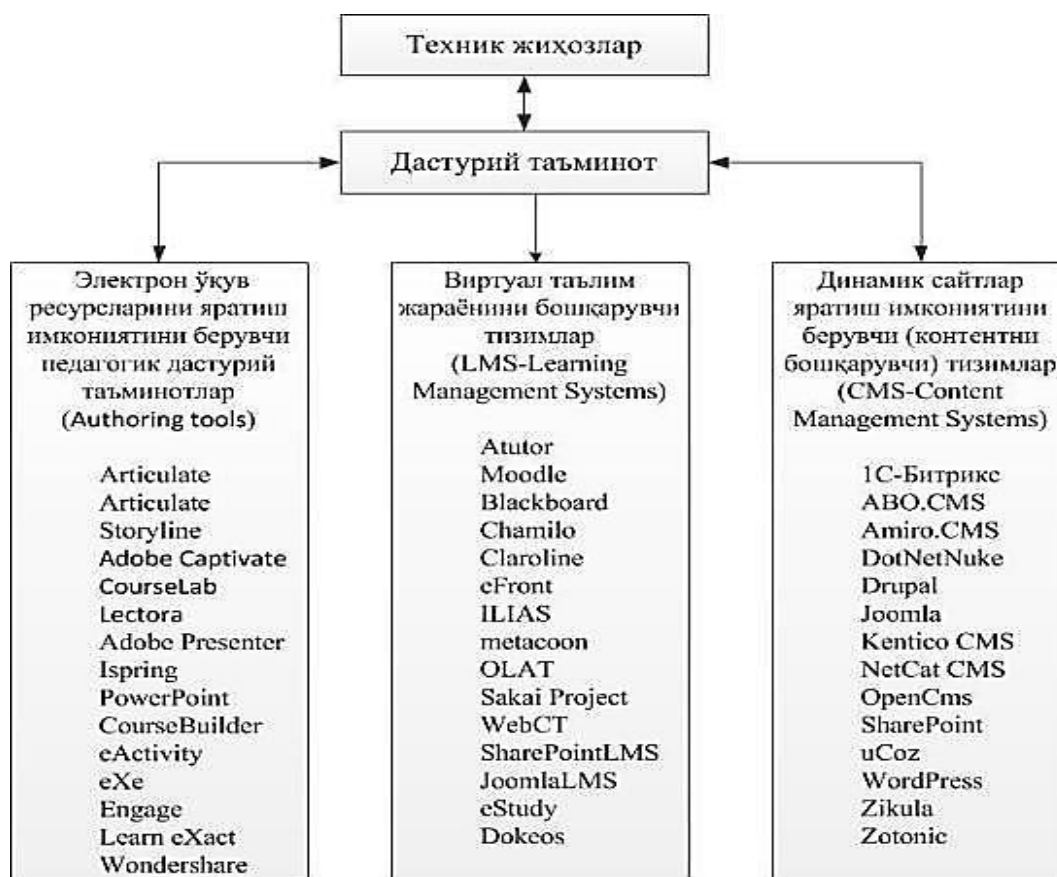 Техник жиҳозлар
Дастурий таъминот
Электрон ўқув
ресурсларини яратиш
имкониятини берувчи
педагогик дастурий
таъминотлар
(Authoring tools)
Articulate
Articulate
Storyline
Adobe Captivate
CourseLab
Lectora
Adobe Presenter
Ispring
PowerPoint
CourseBuilder
eActivity
eXe
Engage
Learn eXact
Wondershare
Виртуал таълим
жараёнини бошқарувчи
тизимлар
(LMS-Learning
Management Systems)
Atutor
Moodle
Blackboard
Chamilo
Claroline
eFront
ILIAS
metacoon
OLAT
Sakai Project
WebCT
SharePointLMS
JoomlaLMS
eStudy
Dokeos
Динамик сайтлар
яратиш имкониятини
берувчи (контентни
бошқарувчи) тизимлар
(CMS-Content
Management Systems)
1С-Битрикс
ABO.CMS
Amiro.CMS
DotNetNuke
Drupal
Joomla
Kentico CMS
NetCat CMS
OpenCms
SharePoint
uCoz
WordPress
Zikula
Zotonic